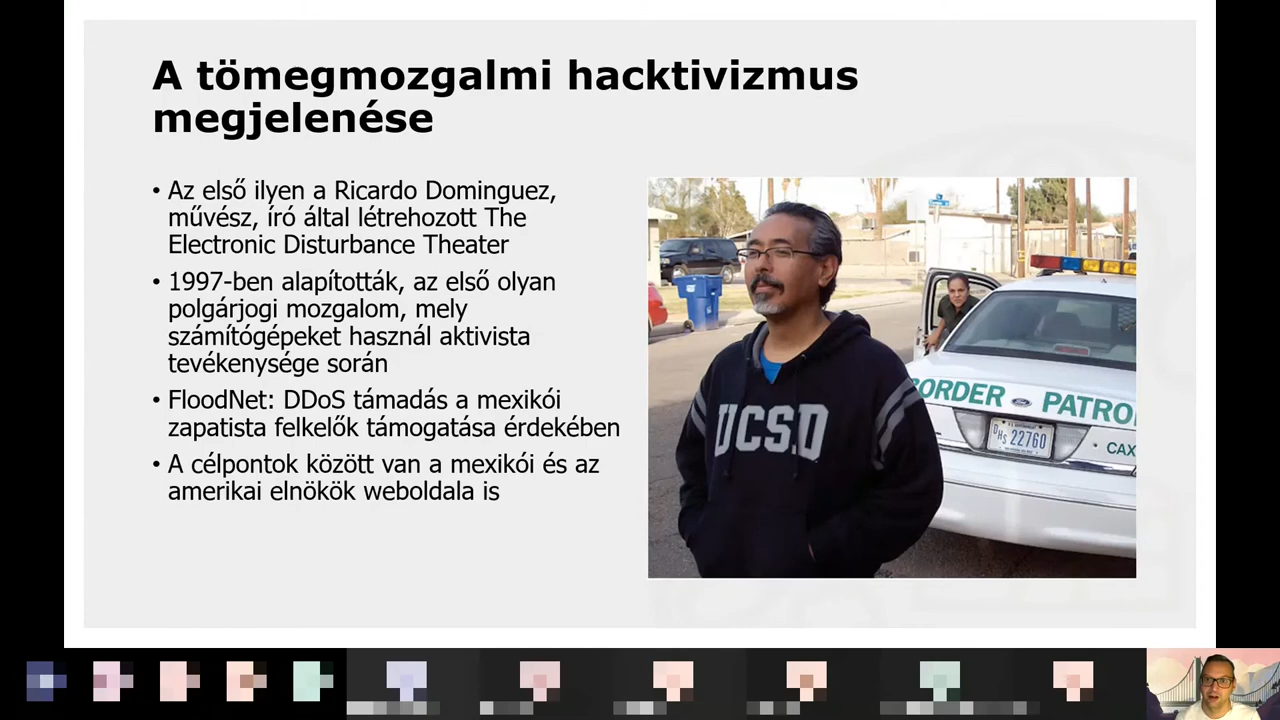 A tömegmozgalmi hacktivizmus
megjelenése
• Az első ilyen a Ricardo Dominguez,
művész, író által létrehozott The
Electronic Disturbance Theater
• 1997-ben alapították, az első olyan
polgárjogi mozgalom, mely
számítógépeket használ aktivista
tevékenysége során
• FloodNet: DDoS támadás a mexikói
zapatista felkelők támogatása érdekében
• A célpontok között van a mexikói és az
amerikai elnökök weboldala is
UCSD
BORDER PATRO
DHS 22760
CAX